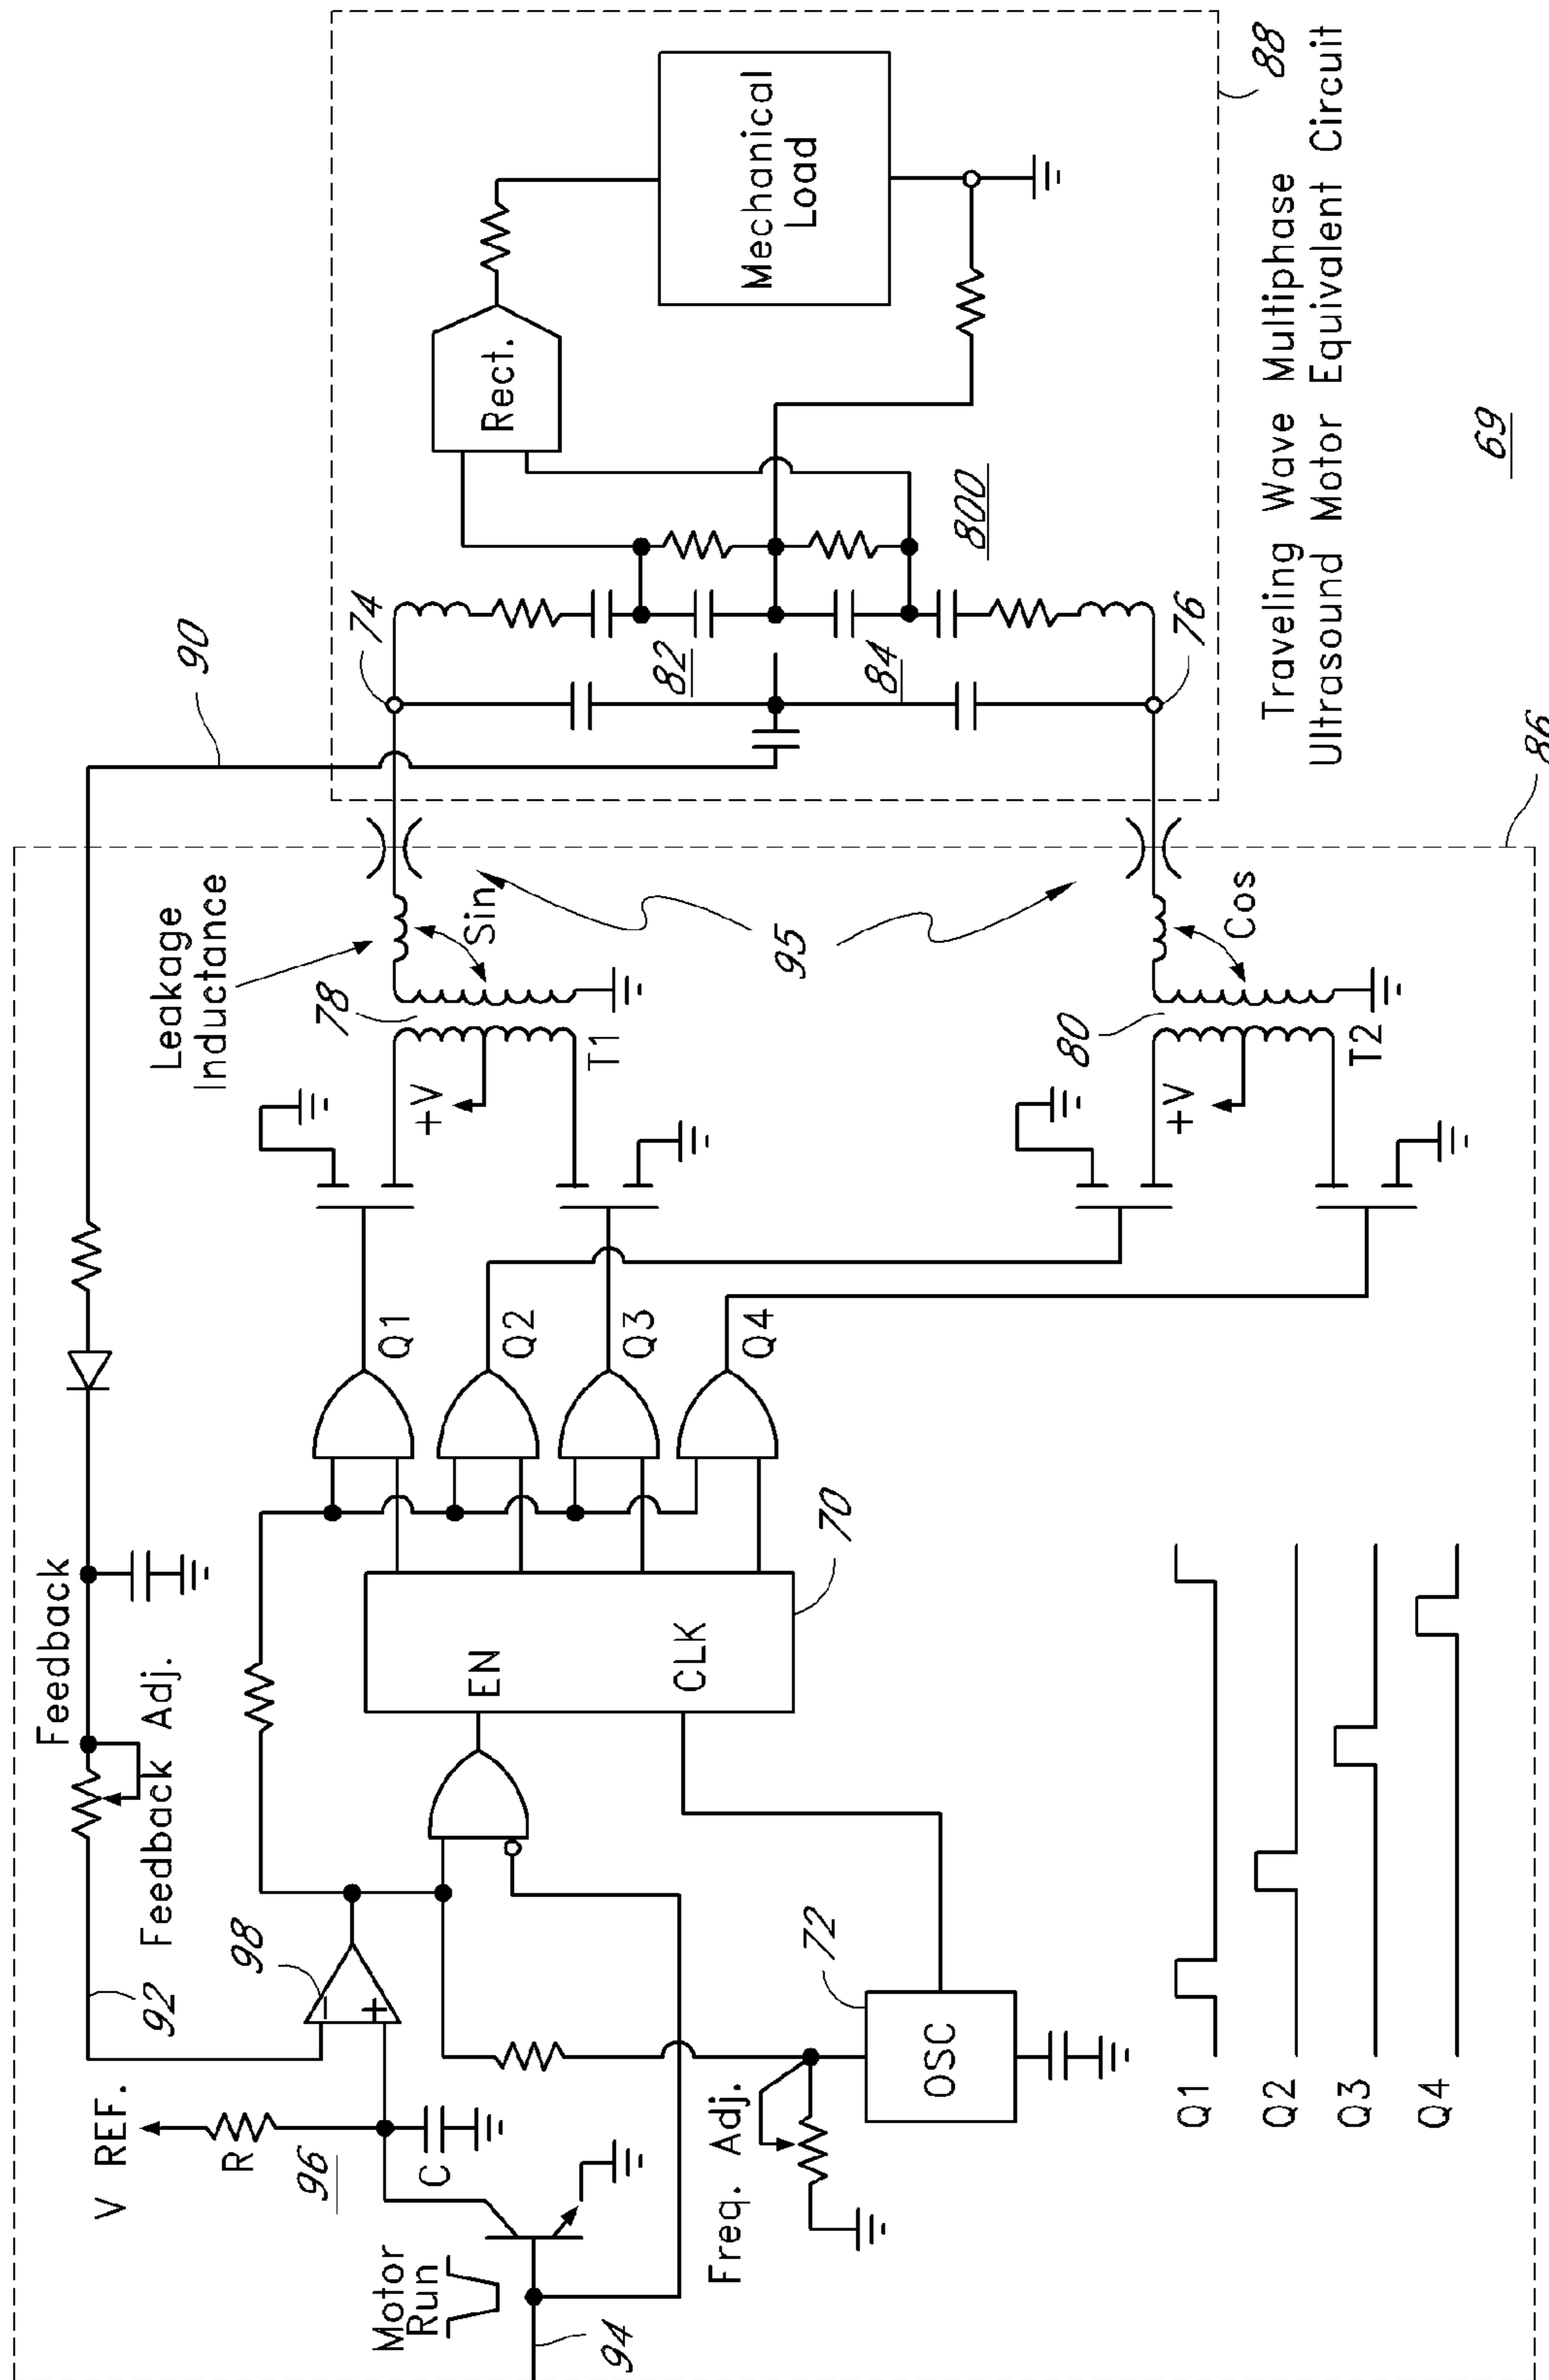 Feedback
Feedback Adj.
92
90
V REF.
R
96
C
98
Motor
Run
94
Freq. Adj.
72
OSC
EN
CLK
70
Q1
Q2
Q3
Q4
Leakage
Inductance
78
Sin
+V
T1
95
80
Cos
+V
T2
74
82
84
76
800
Rect.
Mechanical
Load
88
86
Traveling Wave Multiphase
Ultrasound Motor Equivalent Circuit
69
Q1
Q2
Q3
Q4